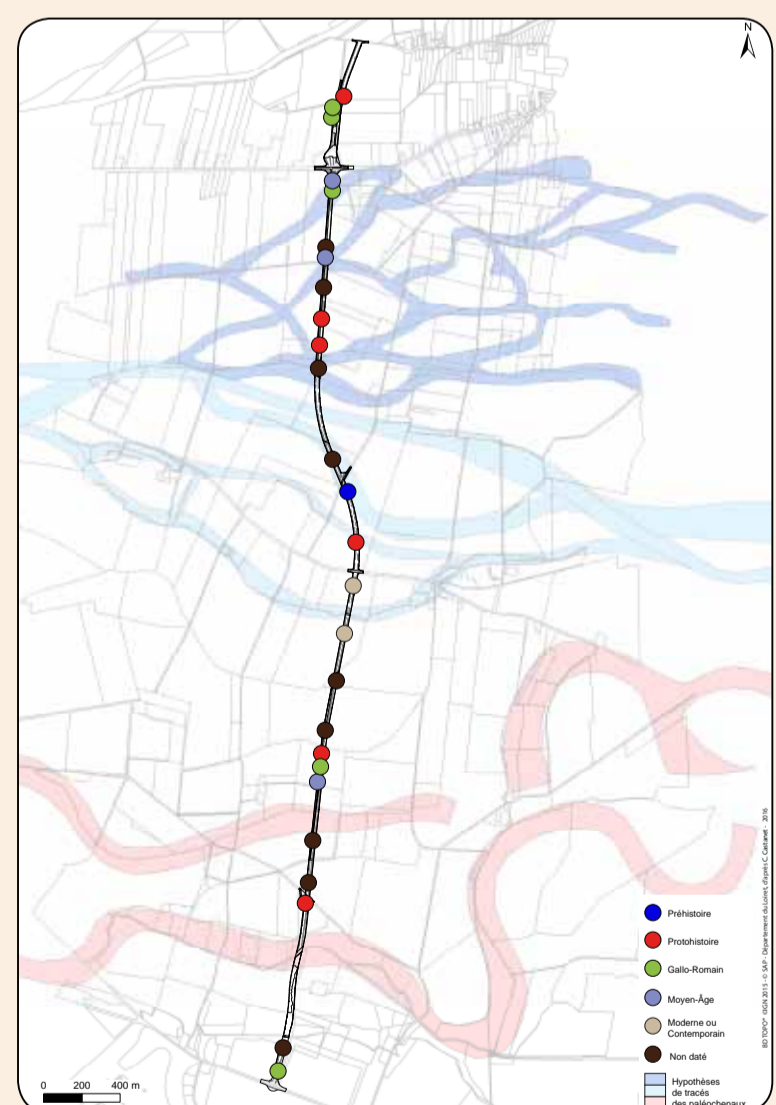 N
Préhistoire
Protohistoire
Gallo-Romain
Moyen-Âge
Moderne ou
Contemporain
Non daté
Hypothèses
de tracés
des paléochenaux
0 200 400 m
BD TOPO® ©IGN 2015 - © SAP - Département du Loiret, d'après C. Castanet - 2016